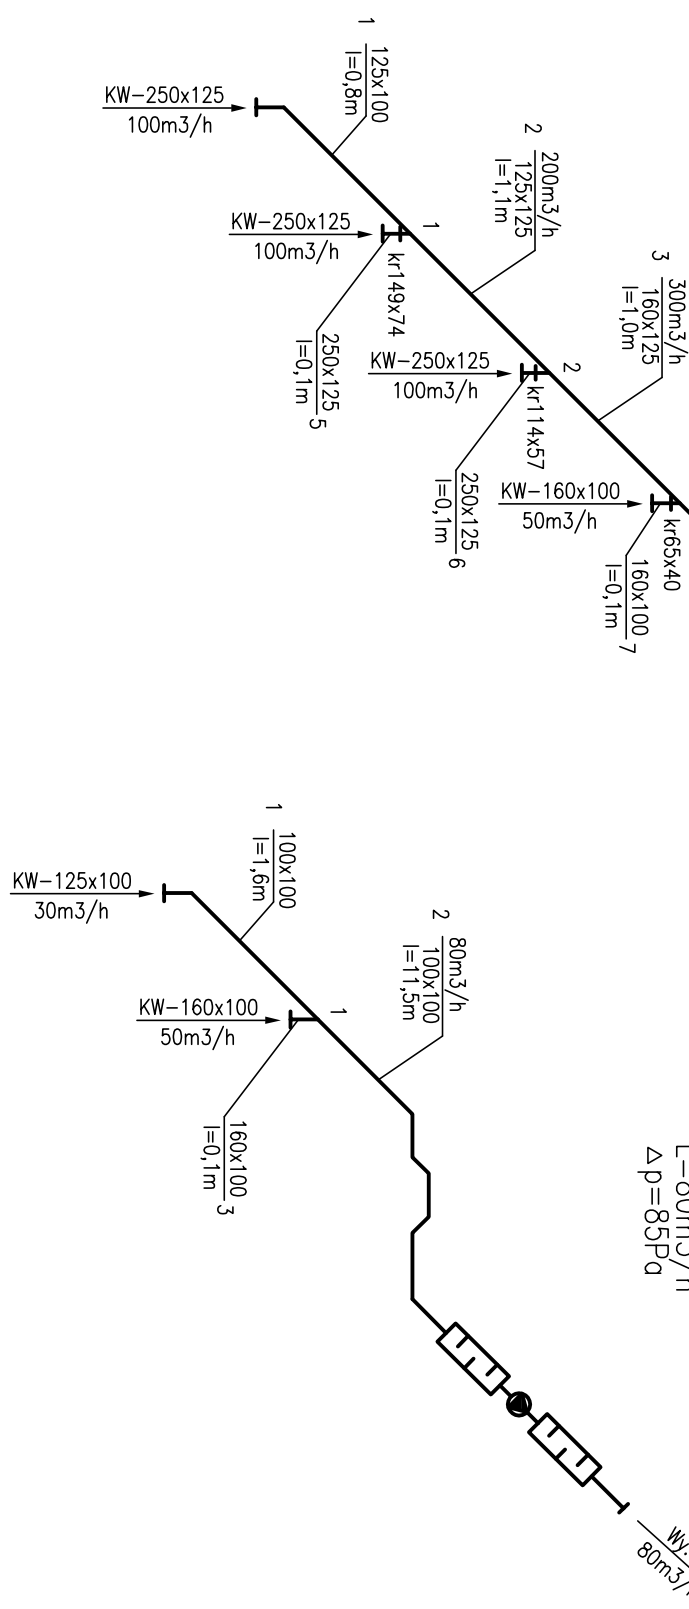 1
125x100
l=0,8m
KW-250x125
100m3/h
2
200m3/h
125x125
l=1,1m
KW-250x125
100m3/h
1
kr149x74
3
300m3/h
160x125
l=1,0m
250x125
l=0,1m
5
KW-250x125
100m3/h
2
kr114x57
250x125
l=0,1m
6
KW-160x100
50m3/h
kr65x40
160x100
l=0,1m
7
1
100x100
l=1,6m
KW-125x100
30m3/h
2
80m3/h
100x100
l=11,5m
KW-160x100
50m3/h
1
160x100
l=0,1m
3
L=80m3/h
Δp=85Pa
Wy.
80m3/h